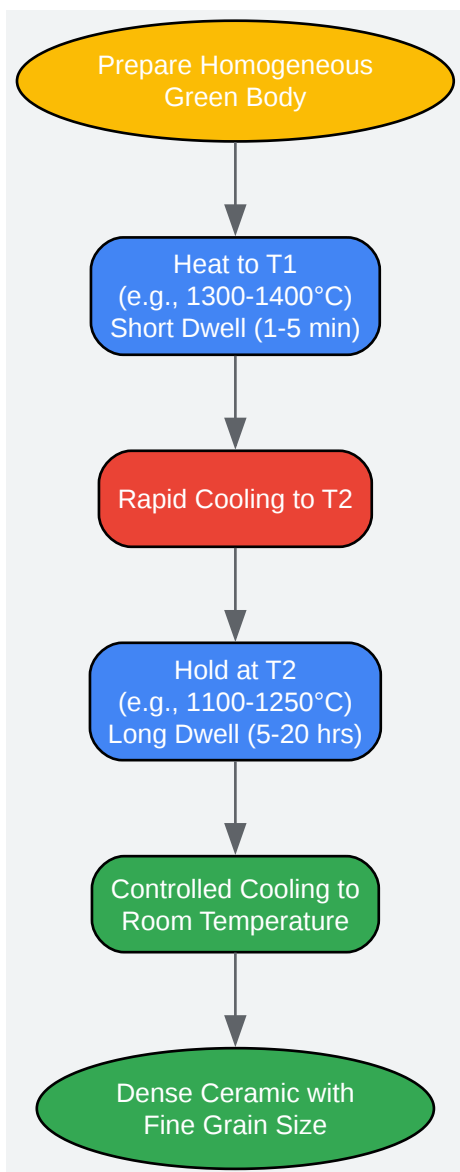 Prepare Homogeneous
Green Body
Heat to T1
(e.g., 1300-1400°C)
Short Dwell (1-5 min)
Rapid Cooling to T2
Hold at T2
(e.g., 1100-1250°C)
Long Dwell (5-20 hrs)
Controlled Cooling to
Room Temperature
Dense Ceramic with
Fine Grain Size